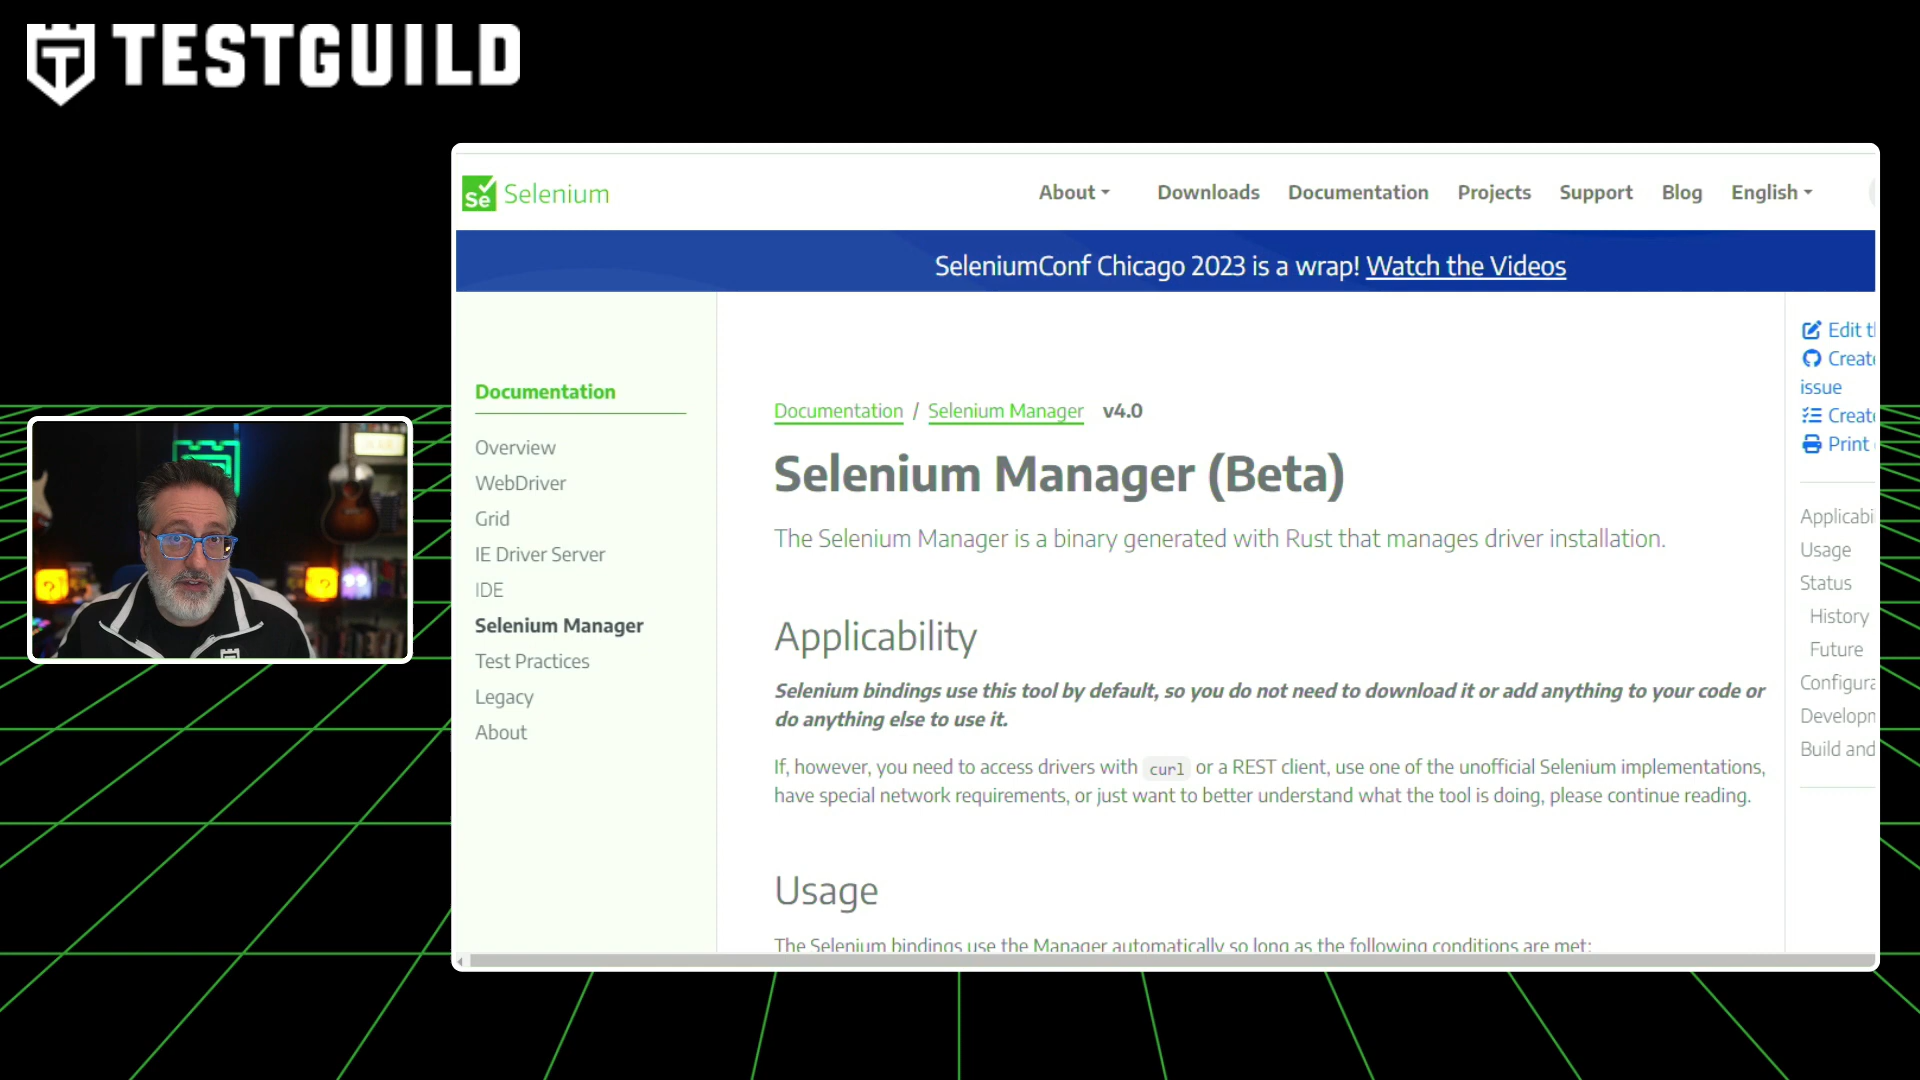 TESTGUILD
Se Selenium
About Downloads Documentation Projects Support Blog English
SeleniumConf Chicago 2023 is a wrap! Watch the Videos
Documentation
Overview
WebDriver
Grid
IE Driver Server
IDE
Selenium Manager
Test Practices
Legacy
About
Documentation / Selenium Manager v4.0
Selenium Manager (Beta)
The Selenium Manager is a binary generated with Rust that manages driver installation.
Applicability
Selenium bindings use this tool by default, so you do not need to download it or add anything to your code or
do anything else to use it.
If, however, you need to access drivers with curl or a REST client, use one of the unofficial Selenium implementations,
have special network requirements, or just want to better understand what the tool is doing, please continue reading.
Usage
The Selenium bindings use the Manager automatically so long as the following conditions are met:
Edit
Create
issue
Create
Print
Usage
Status
History
Future
Build and